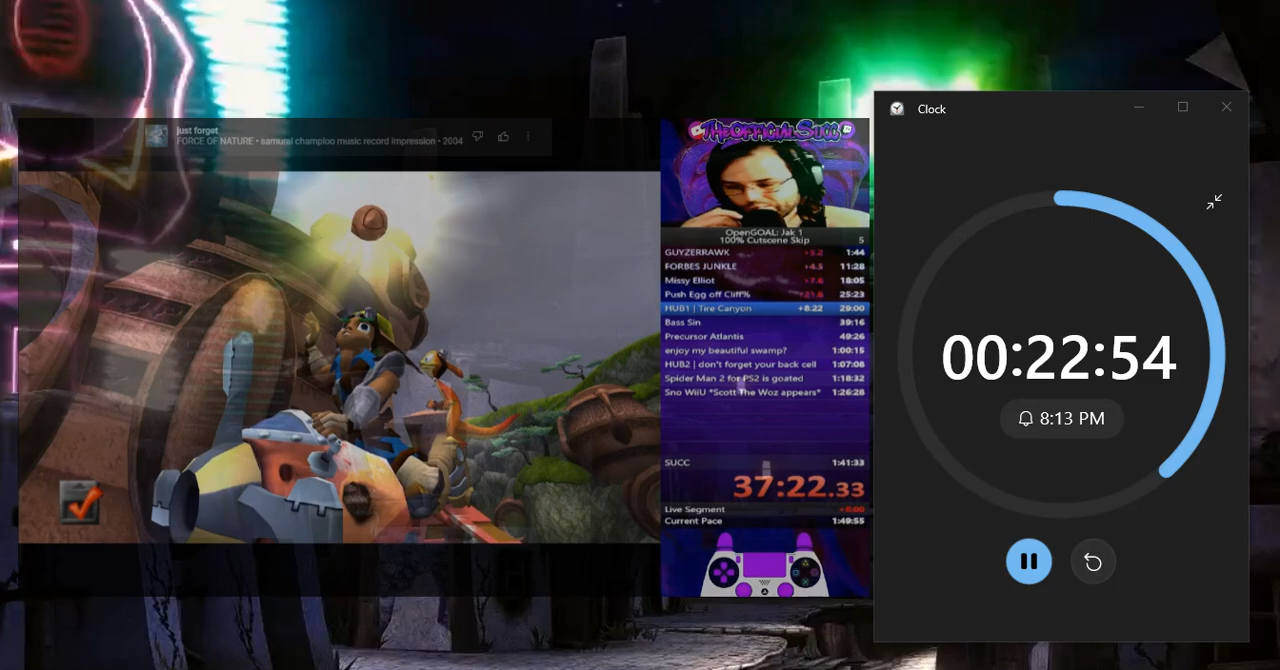 just forget
FORCE OF NATURE • samurai champloo music record impression • 2004
TheOfficialSucc
OpenGOAL: Jak 1
100% Cutscene Skip 5
GUYZERRAWK +5.2 1:44
FORBES JUNKLE +4.5 11:28
Missy Elliot +7.6 18:05
Push Egg off Cliff% +21.8 25:23
HUB1 | Tire Canyon +8:22 29:00
Bass Sin 39:16
Precursor Atlantis 49:26
enjoy my beautiful swamp? 1:00:15
HUB2 | don't forget your back cell 1:07:08
Spider Man 2 for PS2 is goated 1:18:32
Sno WiiU *Scott The Woz appears* 1:26:28
SUCC 1:41:33
37:22.33
Live Segment
Current Pace 1:49:55
Clock
00:22:54
8:13 PM